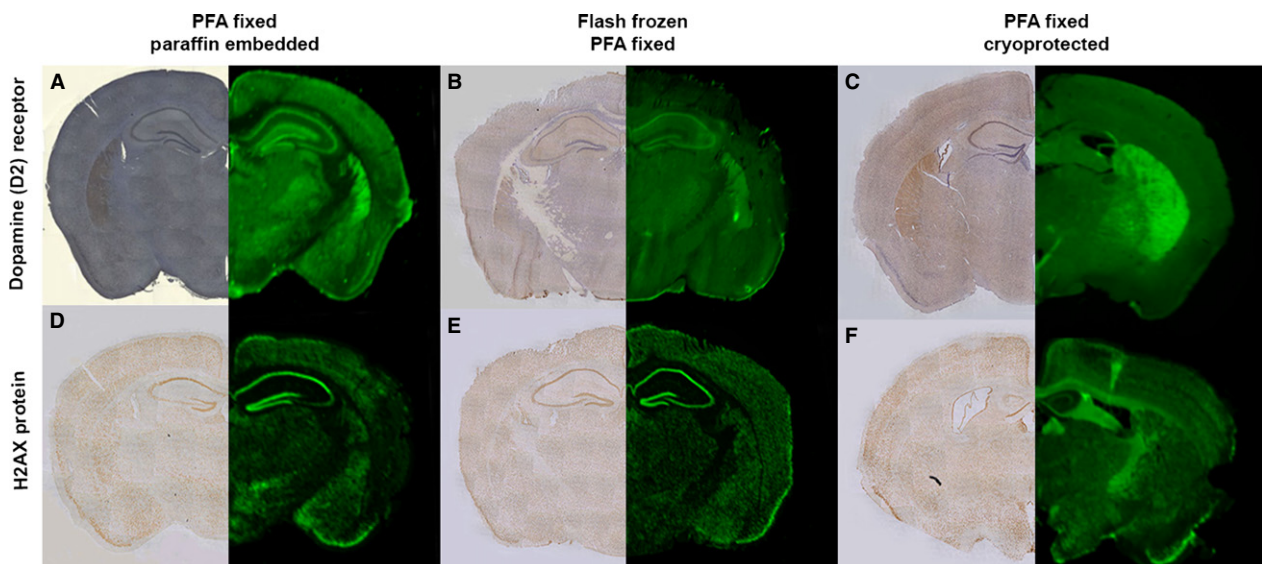 PFA fixed
paraffin embedded
Flash frozen
PFA fixed
PFA fixed
cryoprotected
Dopamine (D2) receptor
A
B
C
H2AX protein
D
E
F